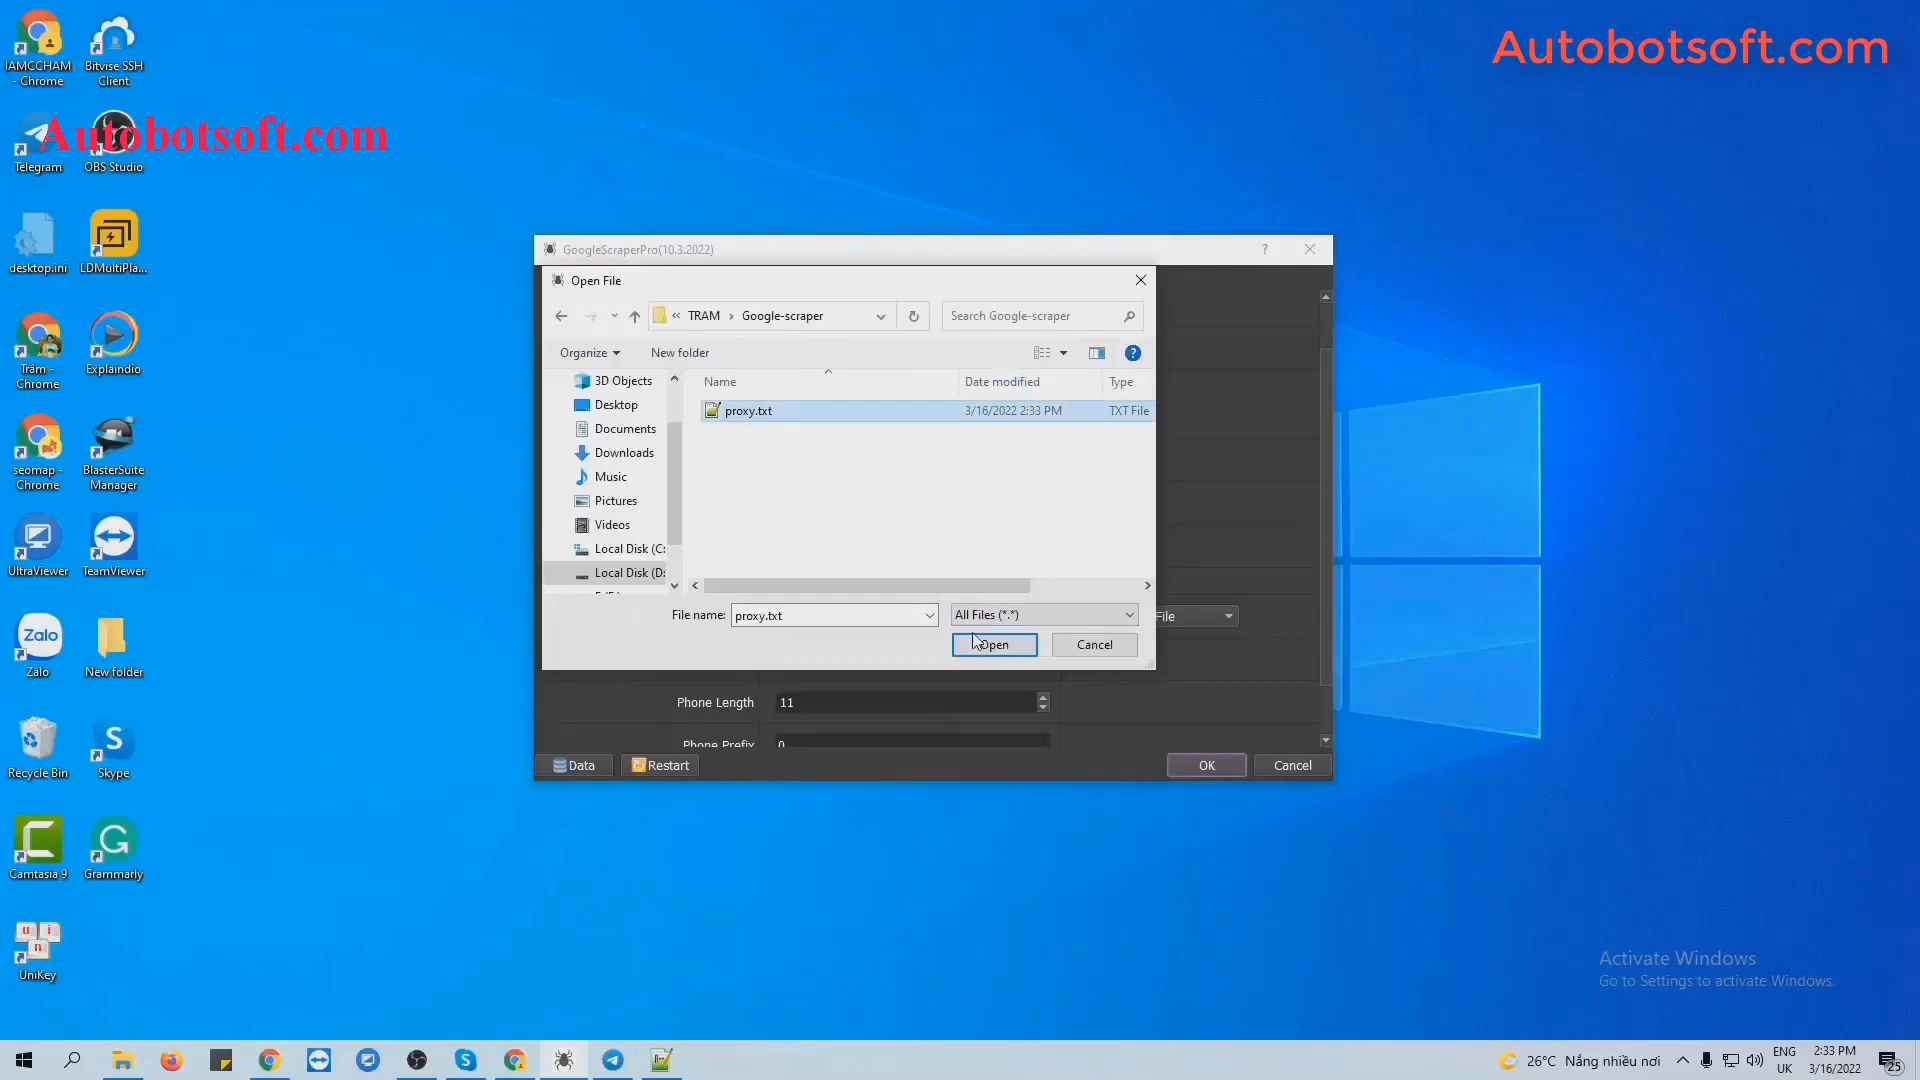 Autobotsoft.com
IAMCCHAM
- Chrome
Bitvise SSH
Client
Autobotsoft.com
Telegram
OBS Studio
desktop.ini
LDMultiPla...
Trâm -
Chrome
Explaindio
seomap -
Chrome
BlasterSuite
Manager
UltraViewer
TeamViewer
Zalo
Zalo
New folder
Recycle Bin
Skype
Camtasia 9
Grammarly
UniKey
GoogleScraperPro(10.3.2022)
?
Open File
« TRAM › Google-scraper
Search Google-scraper
Organize
New folder
?
3D Objects
Desktop
Documents
Downloads
Music
Pictures
Videos
Local Disk (C:
Local Disk (D:
Name
Date modified
Type
proxy.txt
3/16/2022 2:33 PM
TXT File
File name:
proxy.txt
All Files (*.*)
Open
Cancel
File
Phone Length
11
Phone Prefix
0
Data
Restart
OK
Cancel
Activate Windows
Go to Settings to activate Windows.
26°C Nắng nhiều nơi
ENG
UK
2:33 PM
3/16/2022
25